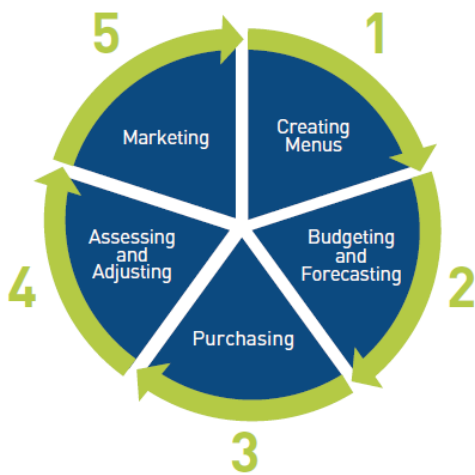 1
Creating
Menus
2
Budgeting
and
Forecasting
3
Purchasing
4
Assessing
and
Adjusting
5
Marketing